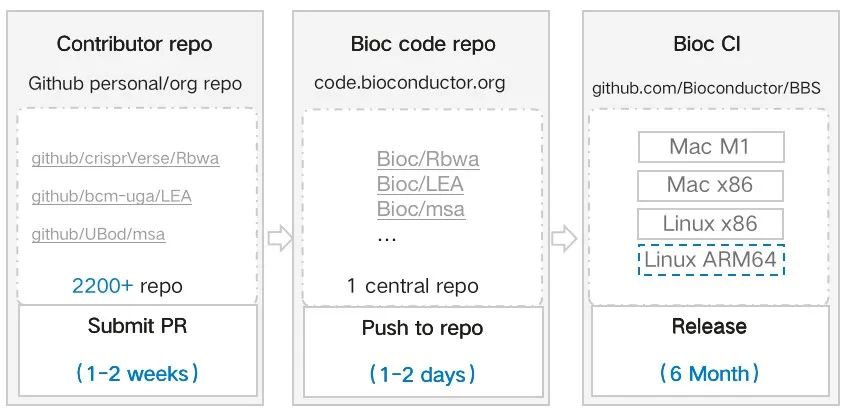 Contributor repo
Github personal/org repo
github/crisprVerse/Rbwa
github/bcm-uga/LEA
github/UBod/msa
2200+ repo
Submit PR
(1-2 weeks)
Bioc code repo
code.bioconductor.org
Bioc/Rbwa
Bioc/LEA
Bioc/msa
...
1 central repo
Push to repo
(1-2 days)
Bioc CI
github.com/Bioconductor/BBS
Mac M1
Mac x86
Linux x86
Linux ARM64
Release
(6 Month)